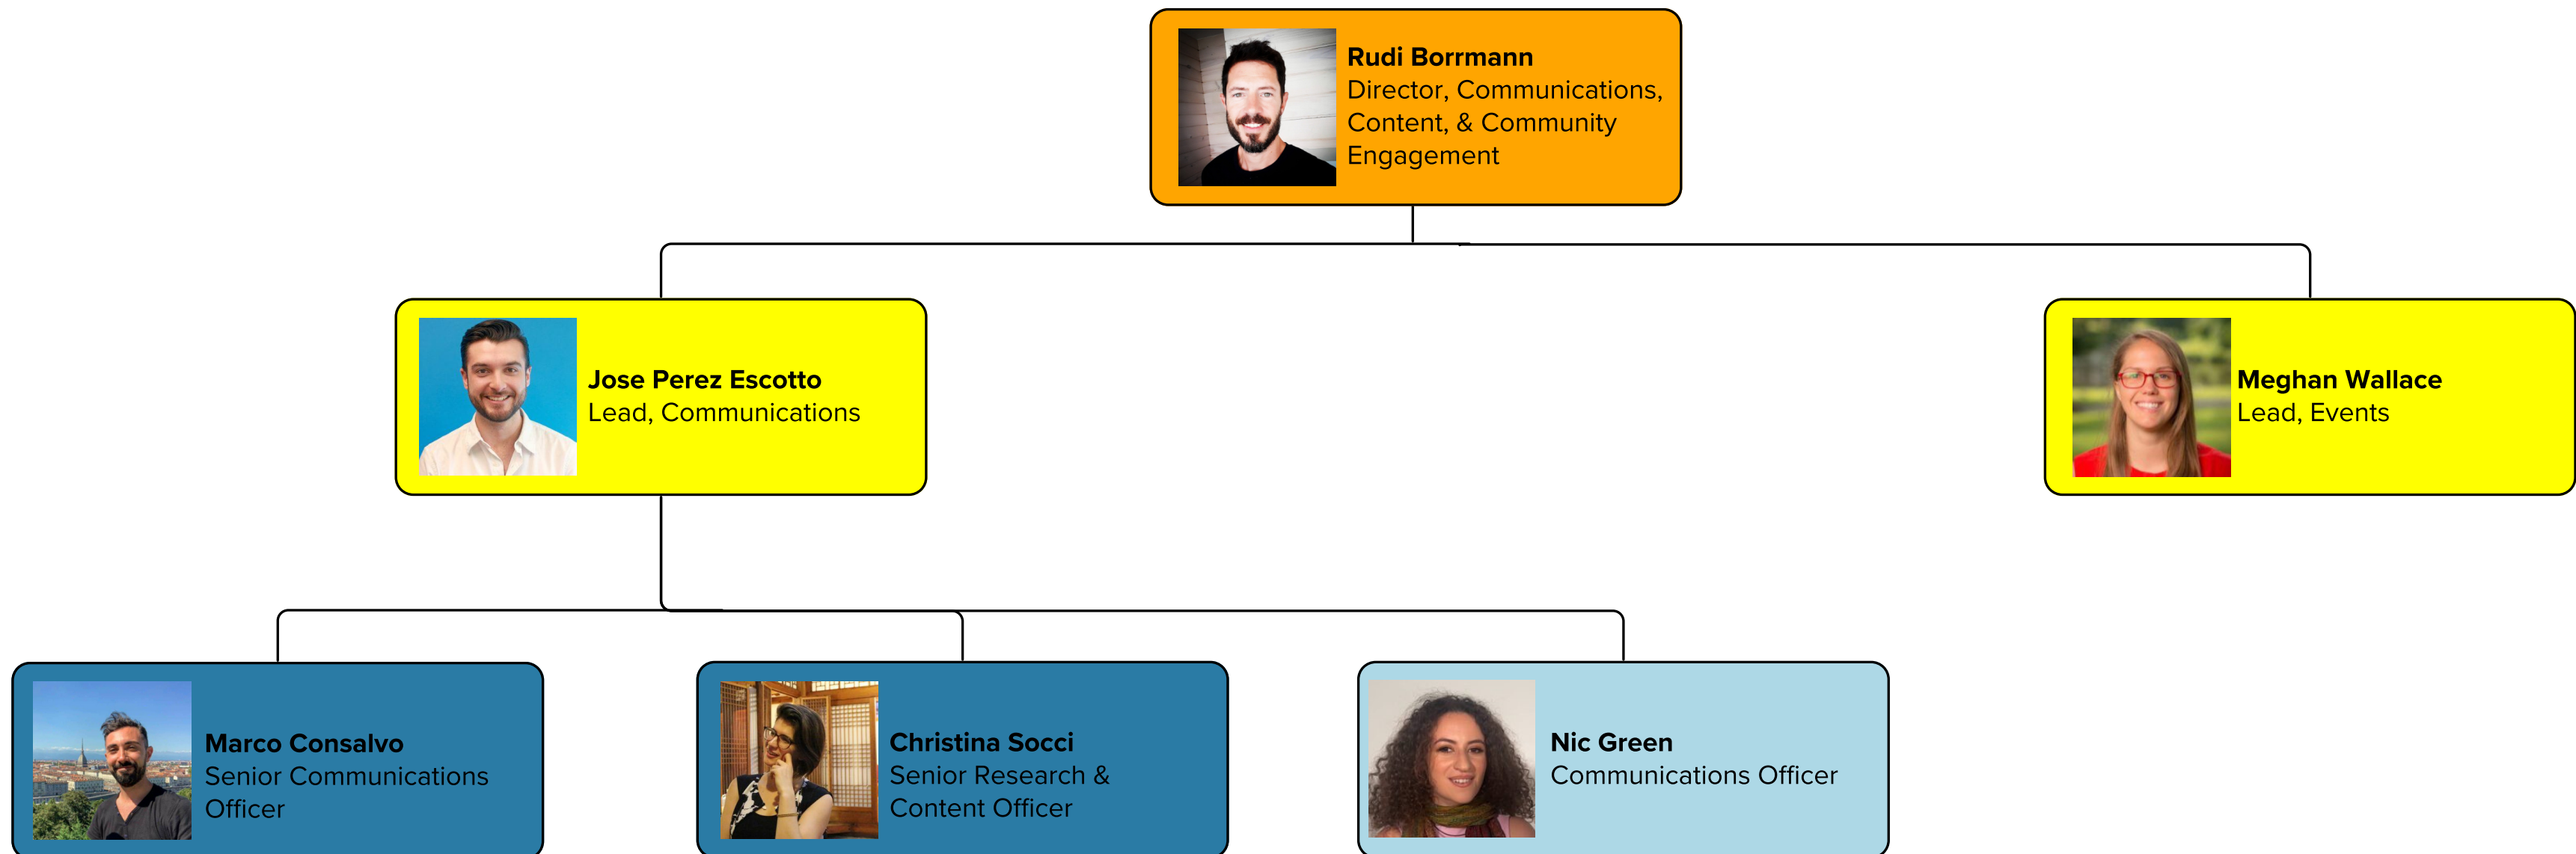 Rudi Borrmann
Director, Communications,
Content, & Community
Engagement
Jose Perez Escotto
Lead, Communications
Meghan Wallace
Lead, Events
Marco Consalvo
Senior Communications
Officer
Christina Socci
Senior Research &
Content Officer
Nic Green
Communications Officer